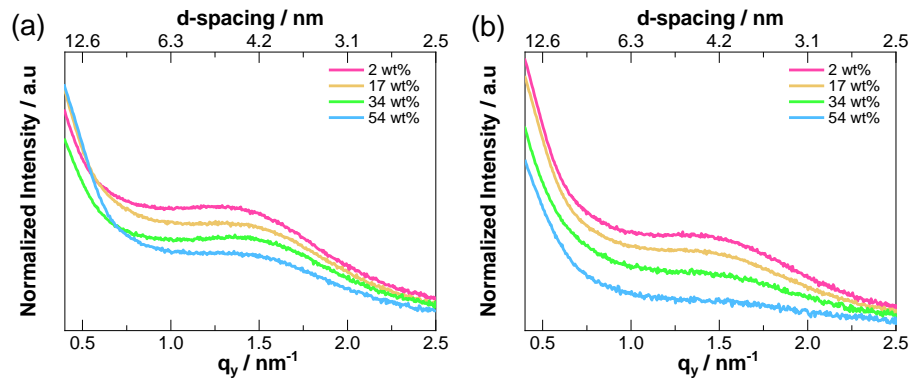 (a)
d-spacing / nm
12.6 6.3 4.2 3.1 2.5
2 wt%
17 wt%
34 wt%
54 wt%
Normalized Intensity / a.u
0.5 1.0 1.5 2.0 2.5
qy / nm-1
(b)
d-spacing / nm
12.6 6.3 4.2 3.1 2.5
2 wt%
17 wt%
34 wt%
54 wt%
Normalized Intensity / a.u
0.5 1.0 1.5 2.0 2.5
qy / nm-1